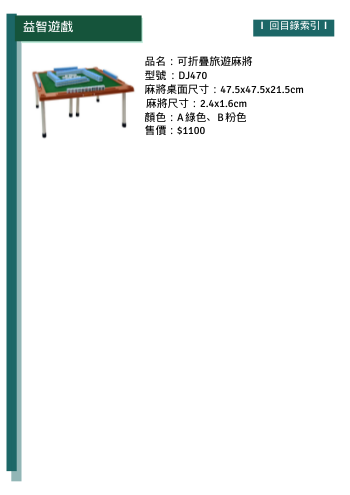 益智遊戲
I 回目錄索引 I
品名：可折疊旅遊麻將
型號：DJ470
麻將桌面尺寸：47.5x47.5x21.5cm
麻將尺寸：2.4x1.6cm
顏色：A 綠色、B 粉色
售價：$1100